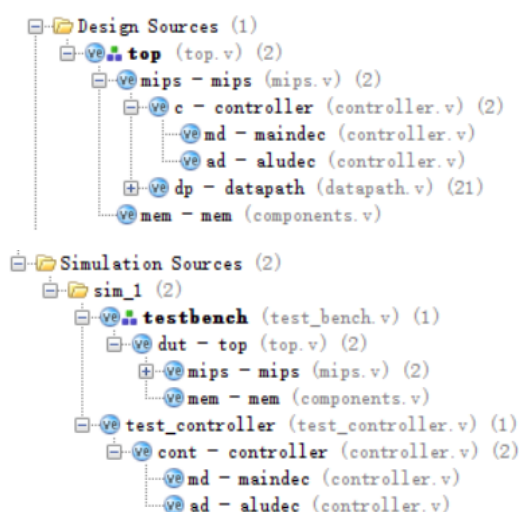 Design Sources (1)
top (top.v) (2)
mips - mips (mips.v) (2)
c - controller (controller.v) (2)
md - maindec (controller.v)
ad - aludec (controller.v)
dp - datapath (datapath.v) (21)
mem - mem (components.v)
Simulation Sources (2)
sim_1 (2)
testbench (test_bench.v) (1)
dut - top (top.v) (2)
mips - mips (mips.v) (2)
mem - mem (components.v)
test_controller (test_controller.v) (1)
cont - controller (controller.v) (2)
md - maindec (controller.v)
ad - aludec (controller.v)